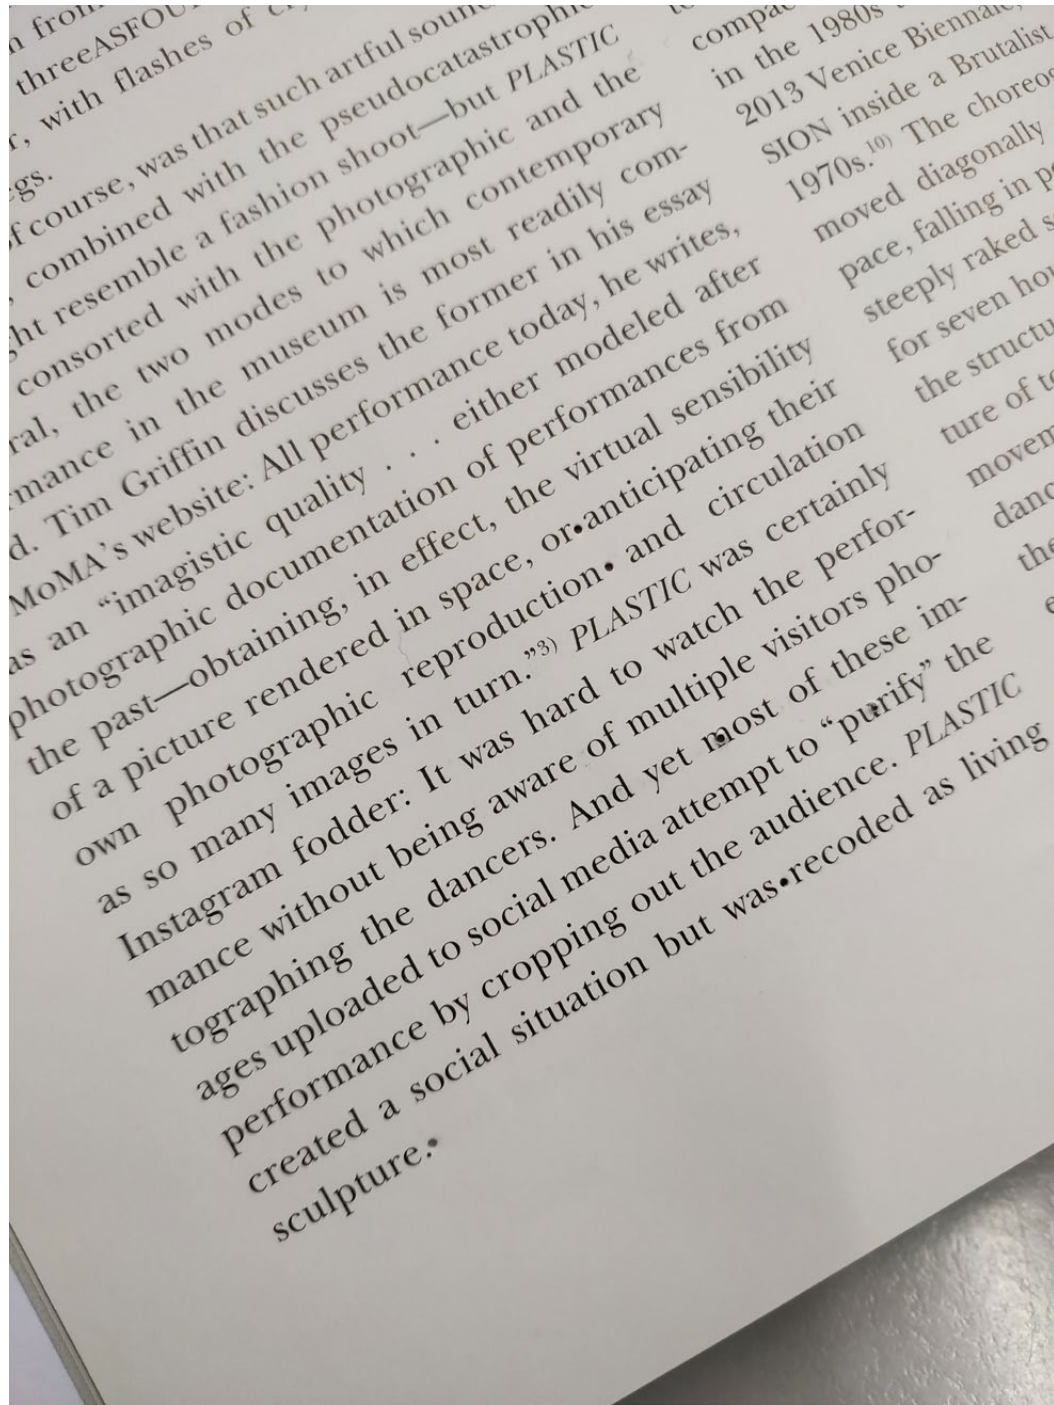 from
threeASFOUR
with flashes of
egs.
of course, was that such artful sound
combined with the pseudocatastrophic
resemble a fashion shoot—but PLASTIC
consorted with the photographic and the
the two modes to which contemporary
in the museum is most readily com-
Tim Griffin discusses the former in his essay
MoMA's website: All performance today, he writes,
as an “imagistic quality . . . either modeled after
photographic documentation of performances from
the past—obtaining, in effect, the virtual sensibility
of a picture rendered in space, or•anticipating their
own photographic reproduction• and circulation
as so many images in turn.”3) PLASTIC was certainly
Instagram fodder: It was hard to watch the perfor-
mance without being aware of multiple visitors pho-
tographing the dancers. And yet most of these im-
ages uploaded to social media attempt to “purify” the
performance by cropping out the audience. PLASTIC
created a social situation but was•recoded as living
sculpture.•
in the 1980s
2013 Venice Biennale,
SION inside a Brutalist
1970s.10) The choreo
moved diagonally
pace, falling in
steeply raked
for seven
the
ture of
the